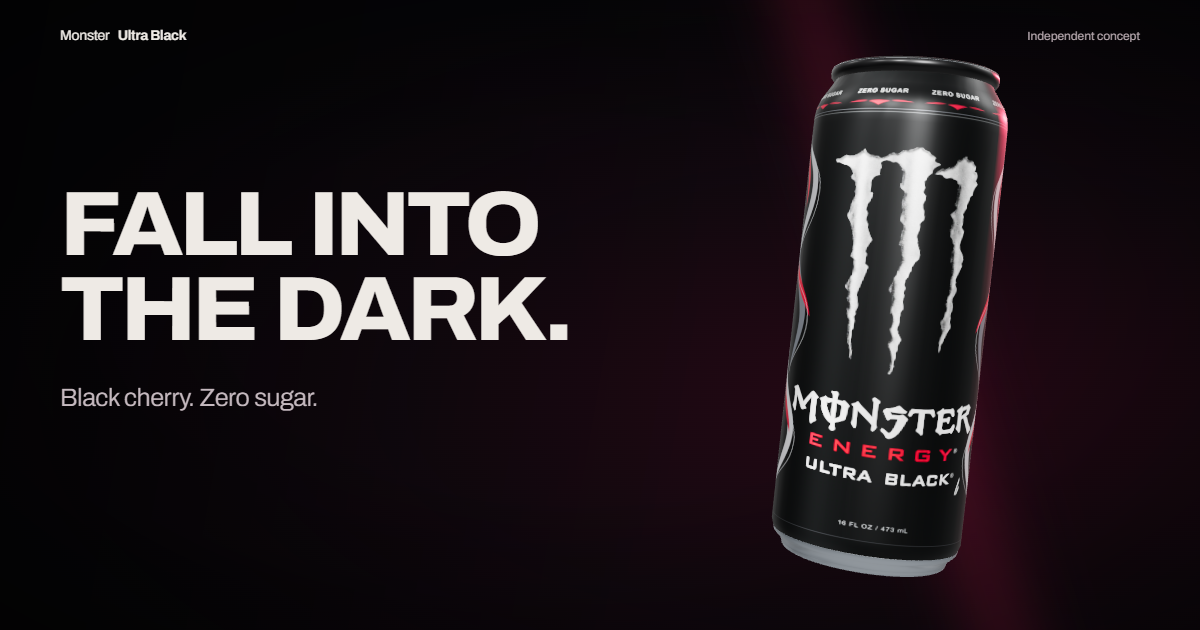 Monster Ultra Black
Independent concept
FALL INTO
THE DARK.
Black cherry. Zero sugar.
ZERO SUGAR
ZERO SUGAR
MONSTER
ENERGY®
ULTRA BLACK®
16 FL OZ / 473 mL